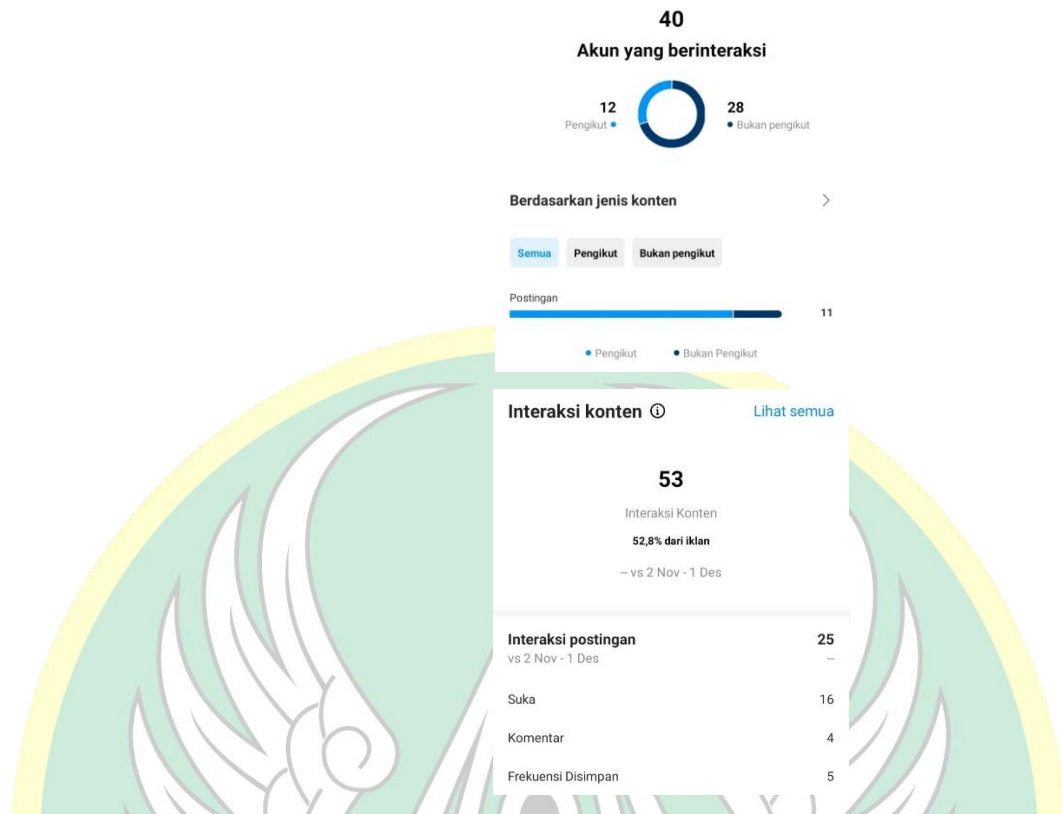 40
Akun yang berinteraksi
12
Pengikut
28
Bukan pengikut
Berdasarkan jenis konten
Semua Pengikut Bukan pengikut
Postingan
11
Pengikut Bukan Pengikut
Interaksi konten Lihat semua
53
Interaksi Konten
52,8% dari iklan
-- vs 2 Nov - 1 Des
Interaksi postingan 25
vs 2 Nov - 1 Des --
Suka 16
Komentar 4
Frekuensi Disimpan 5